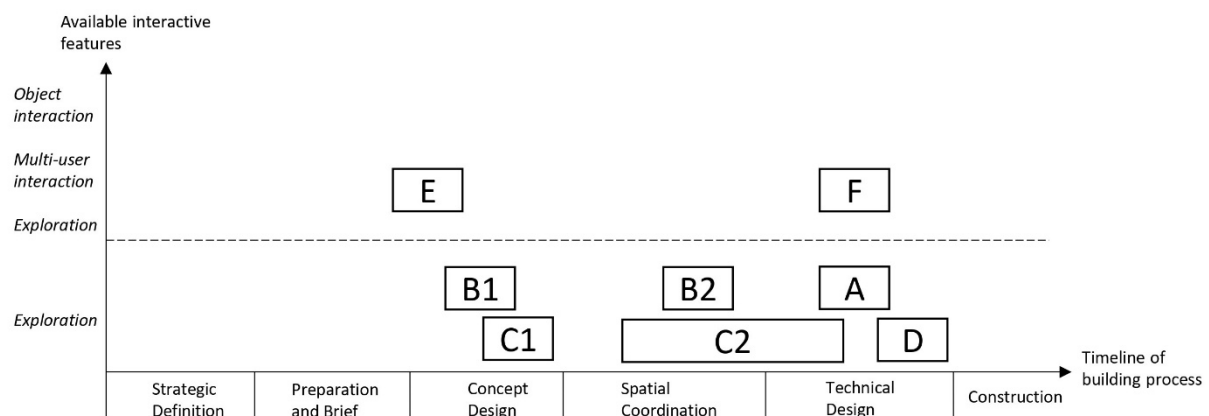 Available interactive
features
Object
interaction
Multi-user
interaction
E
F
Exploration
B1
B2
A
Exploration
C1
C2
D
Timeline of
building process
Strategic
Definition
Preparation
and Brief
Concept
Design
Spatial
Coordination
Technical
Design
Construction